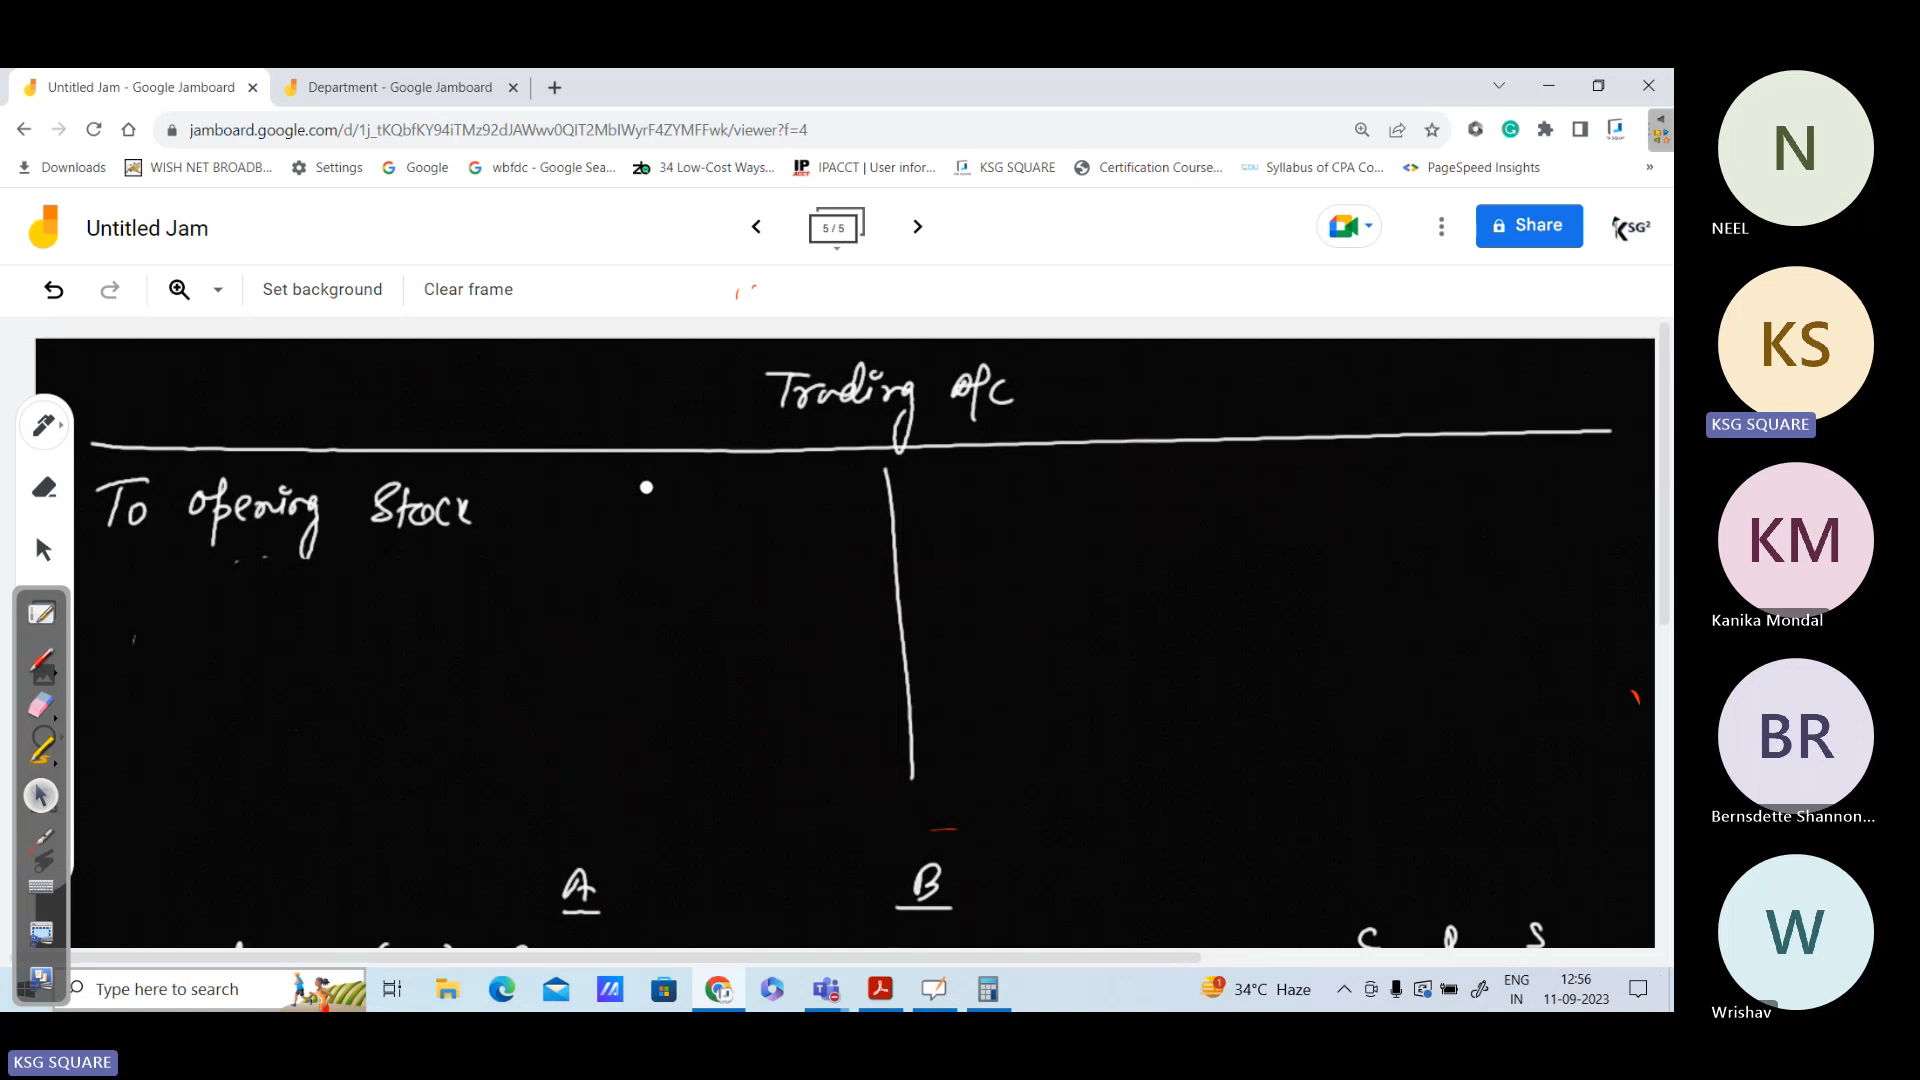 Untitled Jam - Google Jamboard
Department - Google Jamboard
jamboard.google.com/d/1j_tKQbfKY94iTMz92dJAWwv0QlT2MbIWyrF4ZYMFFwk/viewer?f=4
Downloads WISH NET BROADB... Settings Google wbfdc - Google Sea... 34 Low-Cost Ways... IPACCT | User infor... KSG SQUARE Certification Course... Syllabus of CPA Co... PageSpeed Insights »
Untitled Jam
5 / 5
Share
KSG²
Set background
Clear frame
Trading A/c
To opening Stock
A B
Type here to search
34°C Haze
ENG
IN
12:56
11-09-2023
N
NEEL
KS
KSG SQUARE
KM
Kanika Mondal
BR
Bernsdette Shannon...
W
Wrishav
KSG SQUARE